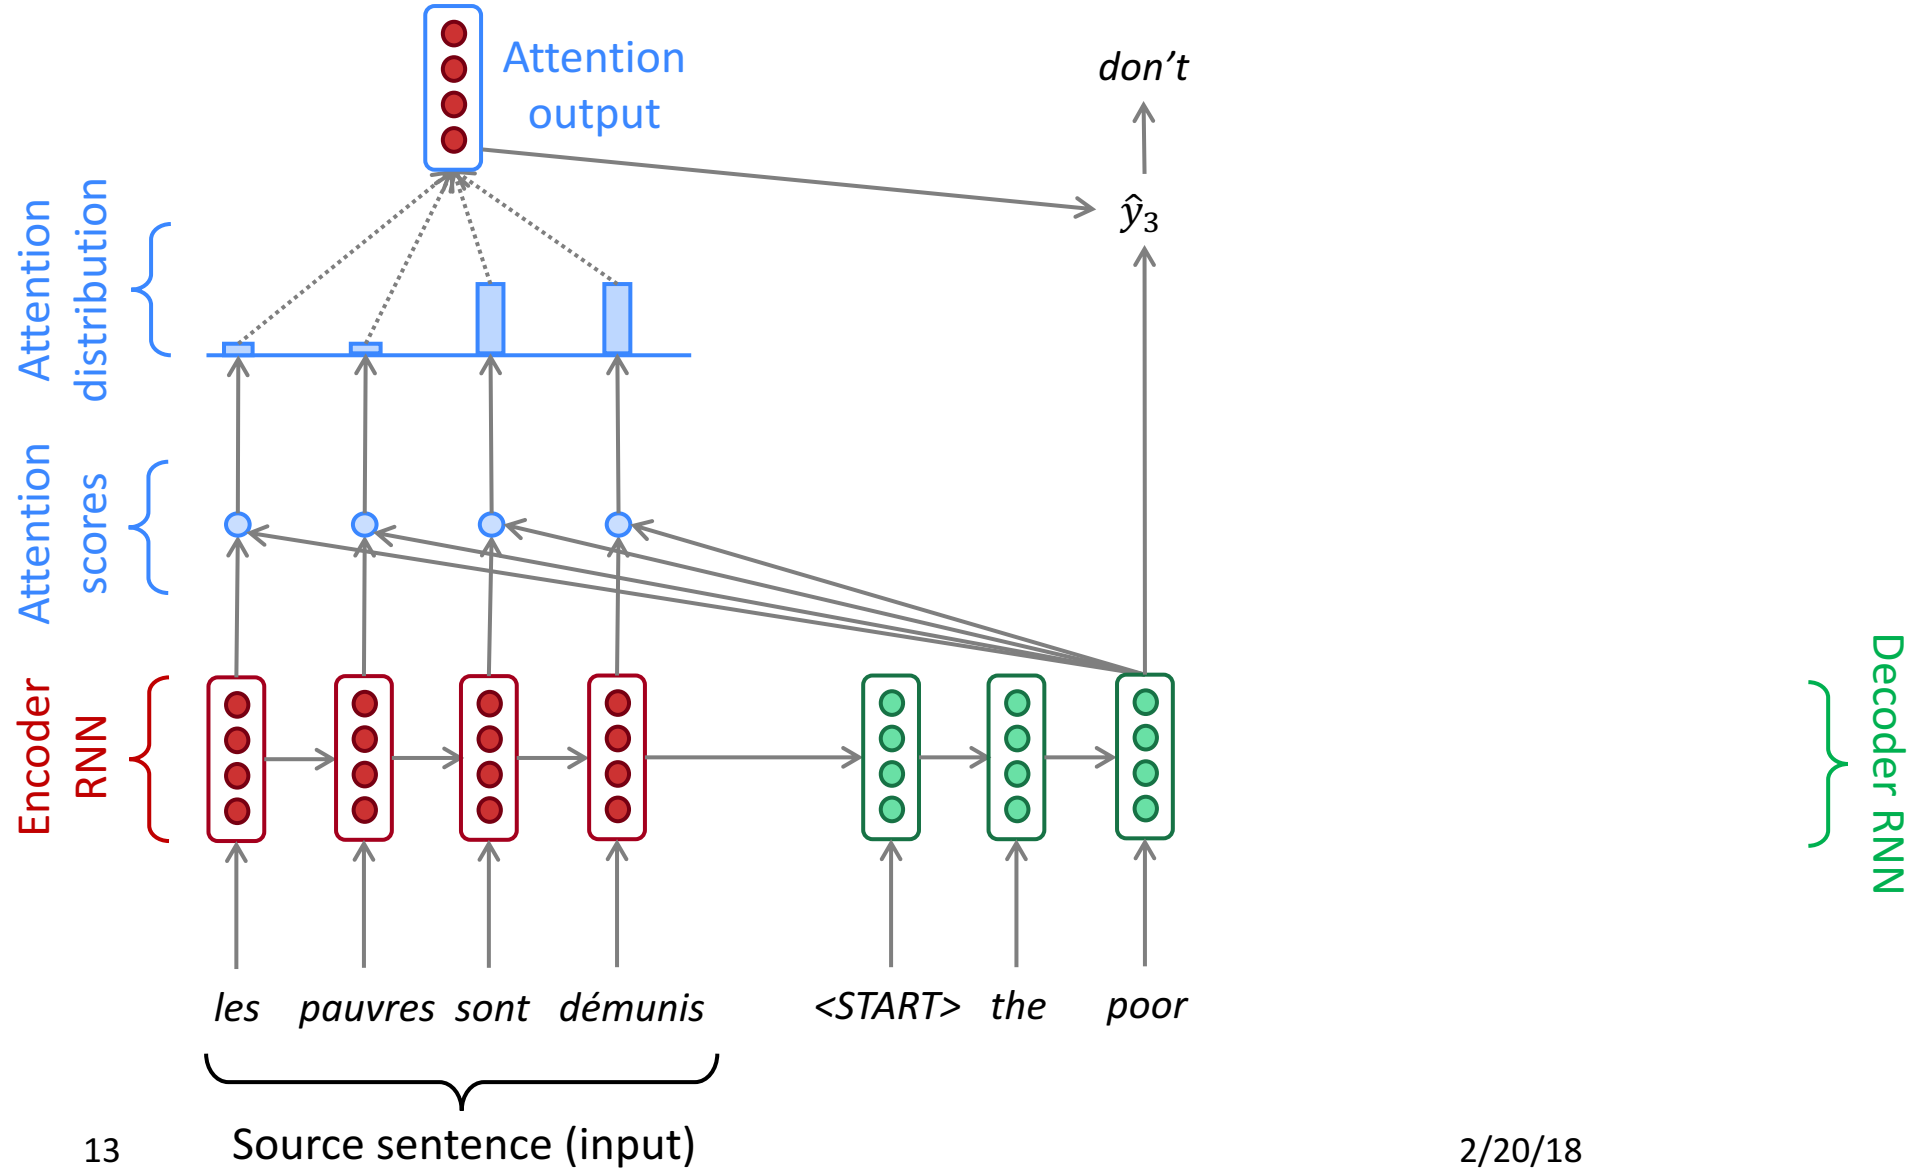 Attention
output
don't
Attention
distribution
ŷ₃
Attention
scores
Encoder
RNN
Decoder RNN
les pauvres sont démunis <START> the poor
Source sentence (input)
13
2/20/18